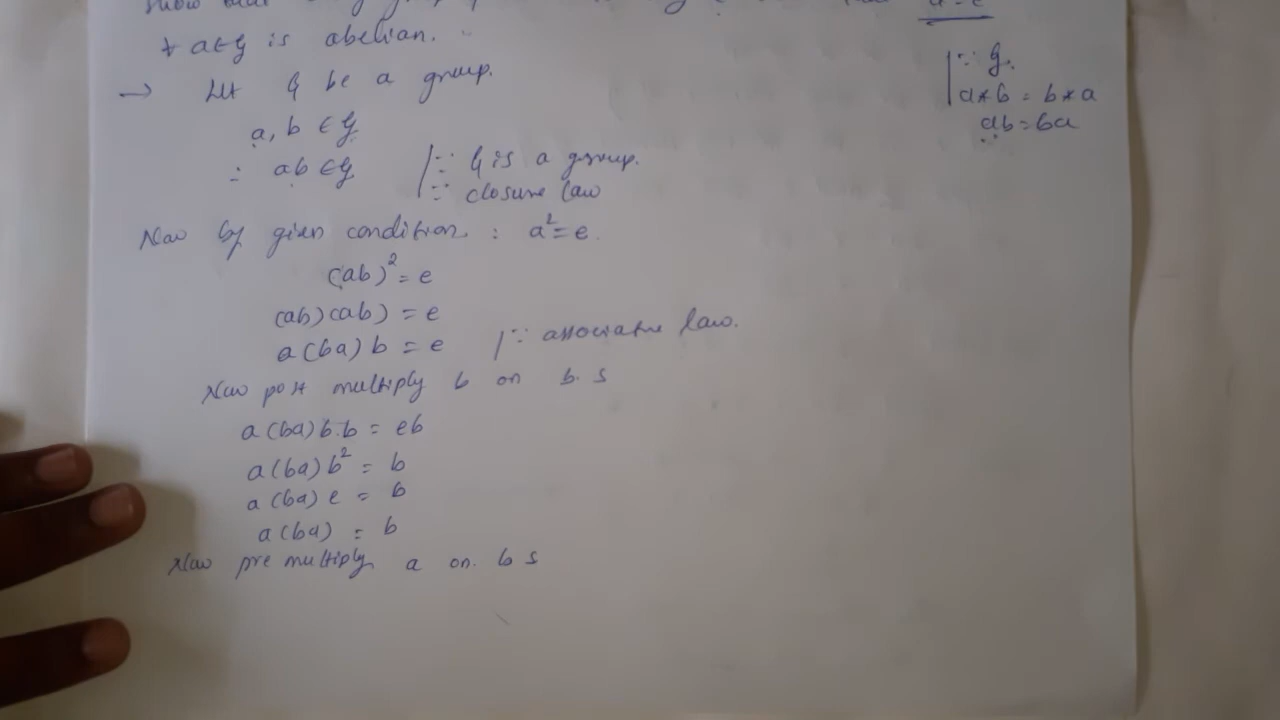 ∀ a∈G is abelian.
∵ G.
a*b = b*a
ab=ba
→ Let G be a group.
a, b ∈ G
∴ ab ∈ G |∵ G is a group.
∵ closure law
Now by given condition : a²=e.
(ab)² = e
(ab)(ab) = e
a(ba)b = e |∵ associative law.
Now post multiply b on b.s
a(ba)b.b = eb
a(ba)b² = b
a(ba)e = b
a(ba) = b
Now pre multiply a on. b s